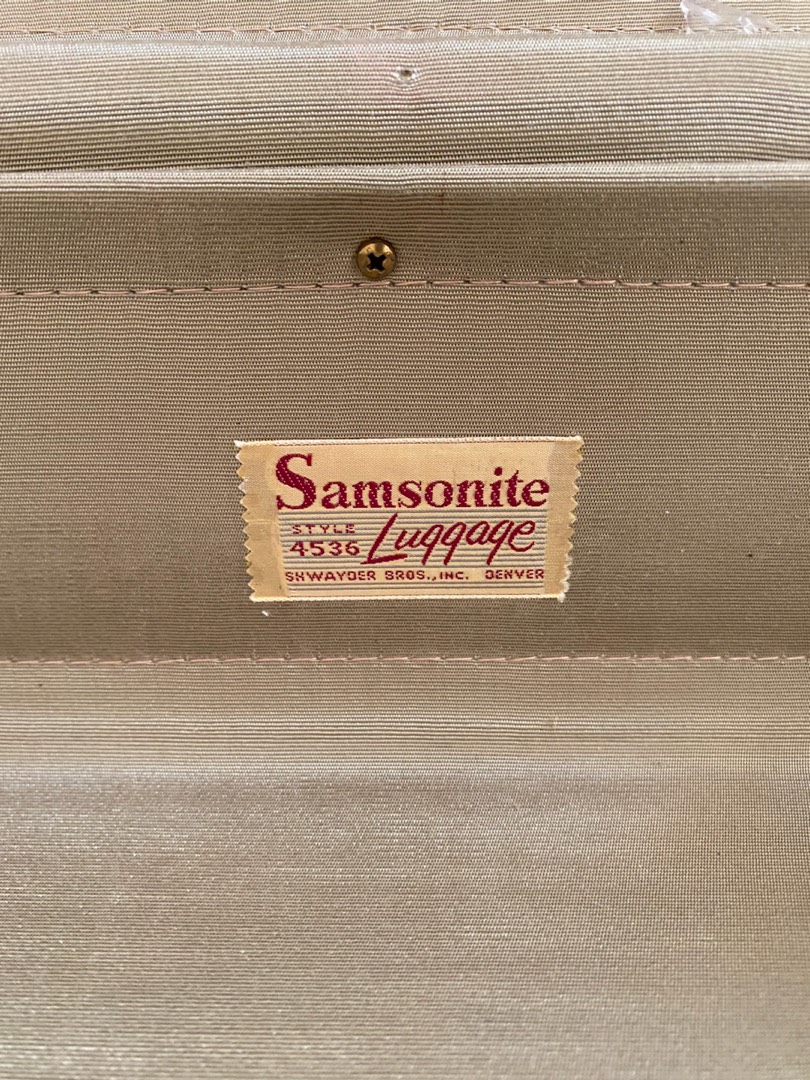 Samsonite
STYLE
4536 Luggage
SHWAYDER BROS., INC. DENVER